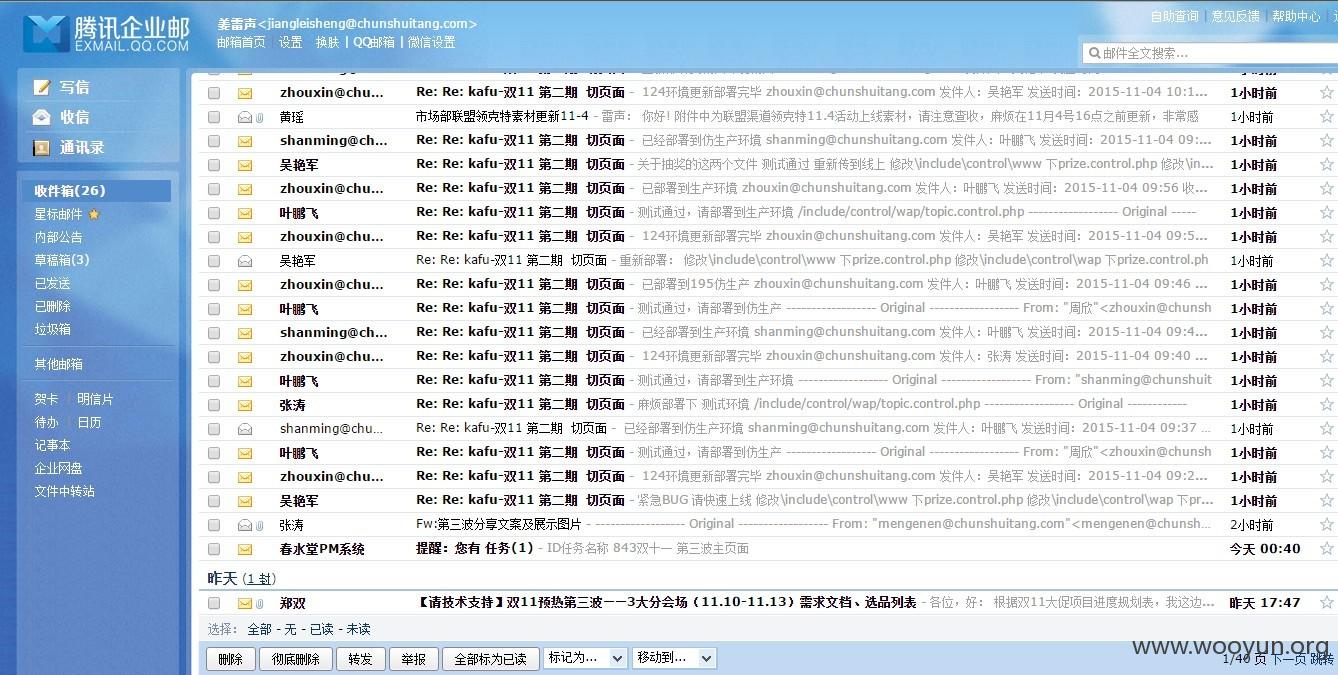 腾讯企业邮
EXMAIL.QQ.COM
姜雷声<jiangleisheng@chunshuitang.com>
邮箱首页 | 设置 | 换肤 | QQ邮箱 | 微信设置
自助查询 | 意见反馈 | 帮助中心 |
邮件全文搜索...
写信
收信
通讯录
收件箱(26)
星标邮件
内部公告
草稿箱(3)
已发送
已删除
垃圾箱
其他邮箱
贺卡 | 明信片
待办 | 日历
记事本
企业网盘
文件中转站
zhouxin@chu... Re: Re: kafu-双11 第二期 切页面 - 124环境更新部署完毕 zhouxin@chunshuitang.com 发件人：吴艳军 发送时间：2015-11-04 10:1... 1小时前
黄瑶 市场部联盟领克特素材更新11-4 - 雷声： 你好! 附件中为联盟渠道领克特11.4活动上线素材，请注意查收，麻烦在11月4号16点之前更新，非常感 1小时前
shanming@ch... Re: Re: kafu-双11 第二期 切页面 - 已经部署到仿生产环境 shanming@chunshuitang.com 发件人：叶鹏飞 发送时间：2015-11-04 09:... 1小时前
吴艳军 Re: Re: kafu-双11 第二期 切页面 - 关于抽奖的这两个文件 测试通过 重新传到线上 修改\include\control\www 下prize.control.php 修改\in... 1小时前
zhouxin@chu... Re: Re: kafu-双11 第二期 切页面 - 已部署到生产环境 zhouxin@chunshuitang.com 发件人：叶鹏飞 发送时间：2015-11-04 09:56 收... 1小时前
叶鹏飞 Re: Re: kafu-双11 第二期 切页面 - 测试通过，请部署到生产环境 /include/control/wap/topic.control.php ------------------ Original ----- 1小时前
zhouxin@chu... Re: Re: kafu-双11 第二期 切页面 - 124环境更新部署完毕 zhouxin@chunshuitang.com 发件人：吴艳军 发送时间：2015-11-04 09:5... 1小时前
吴艳军 Re: Re: kafu-双11 第二期 切页面 - 重新部署： 修改\include\control\www 下prize.control.php 修改\include\control\wap 下prize.control.ph 1小时前
zhouxin@chu... Re: Re: kafu-双11 第二期 切页面 - 已部署到195仿生产 zhouxin@chunshuitang.com 发件人：叶鹏飞 发送时间：2015-11-04 09:46 ... 1小时前
叶鹏飞 Re: Re: kafu-双11 第二期 切页面 - 测试通过，请部署到仿生产 ------------------ Original ------------------ From: "周欣"<zhouxin@chunsh 1小时前
shanming@ch... Re: Re: kafu-双11 第二期 切页面 - 已经部署到生产环境 shanming@chunshuitang.com 发件人：叶鹏飞 发送时间：2015-11-04 09:4... 1小时前
zhouxin@chu... Re: Re: kafu-双11 第二期 切页面 - 124环境更新部署完毕 zhouxin@chunshuitang.com 发件人：张涛 发送时间：2015-11-04 09:40 ... 1小时前
叶鹏飞 Re: Re: kafu-双11 第二期 切页面 - 测试通过，请部署到生产环境 ------------------ Original ------------------ From: "shanming@chunshuit 1小时前
张涛 Re: Re: kafu-双11 第二期 切页面 - 麻烦部署下 测试环境 /include/control/wap/topic.control.php ------------------ Original ------------ 1小时前
shanming@chu... Re: Re: kafu-双11 第二期 切页面 - 已经部署到仿生产环境 shanming@chunshuitang.com 发件人：叶鹏飞 发送时间：2015-11-04 09:37 ... 1小时前
叶鹏飞 Re: Re: kafu-双11 第二期 切页面 - 测试通过，请部署到仿生产 ------------------ Original ------------------ From: "周欣"<zhouxin@chunsh 1小时前
zhouxin@chu... Re: Re: kafu-双11 第二期 切页面 - 124环境更新部署完毕 zhouxin@chunshuitang.com 发件人：吴艳军 发送时间：2015-11-04 09:2... 1小时前
吴艳军 Re: Re: kafu-双11 第二期 切页面 - 紧急BUG 请快速上线 修改\include\control\www 下prize.control.php 修改\include\control\wap 下pr... 1小时前
张涛 Fw:第三波分享文案及展示图片 - ------------------ Original ------------------ From: "mengenen@chunshuitang.com"<mengenen@chunsh... 2小时前
春水堂PM系统 提醒：您有 任务(1) - ID任务名称 843双十一 第三波主页面 今天 00:40
昨天 (1 封)
郑双 【请技术支持】双11预热第三波——3大分会场（11.10-11.13）需求文档、选品列表 - 各位，好： 根据双11大促项目进度规划表，我这边... 昨天 17:47
选择： 全部 - 无 - 已读 - 未读
删除 彻底删除 转发 举报 全部标为已读 标记为... 移动到...
www.wooyun.org
1/40 页 下一页 跳转